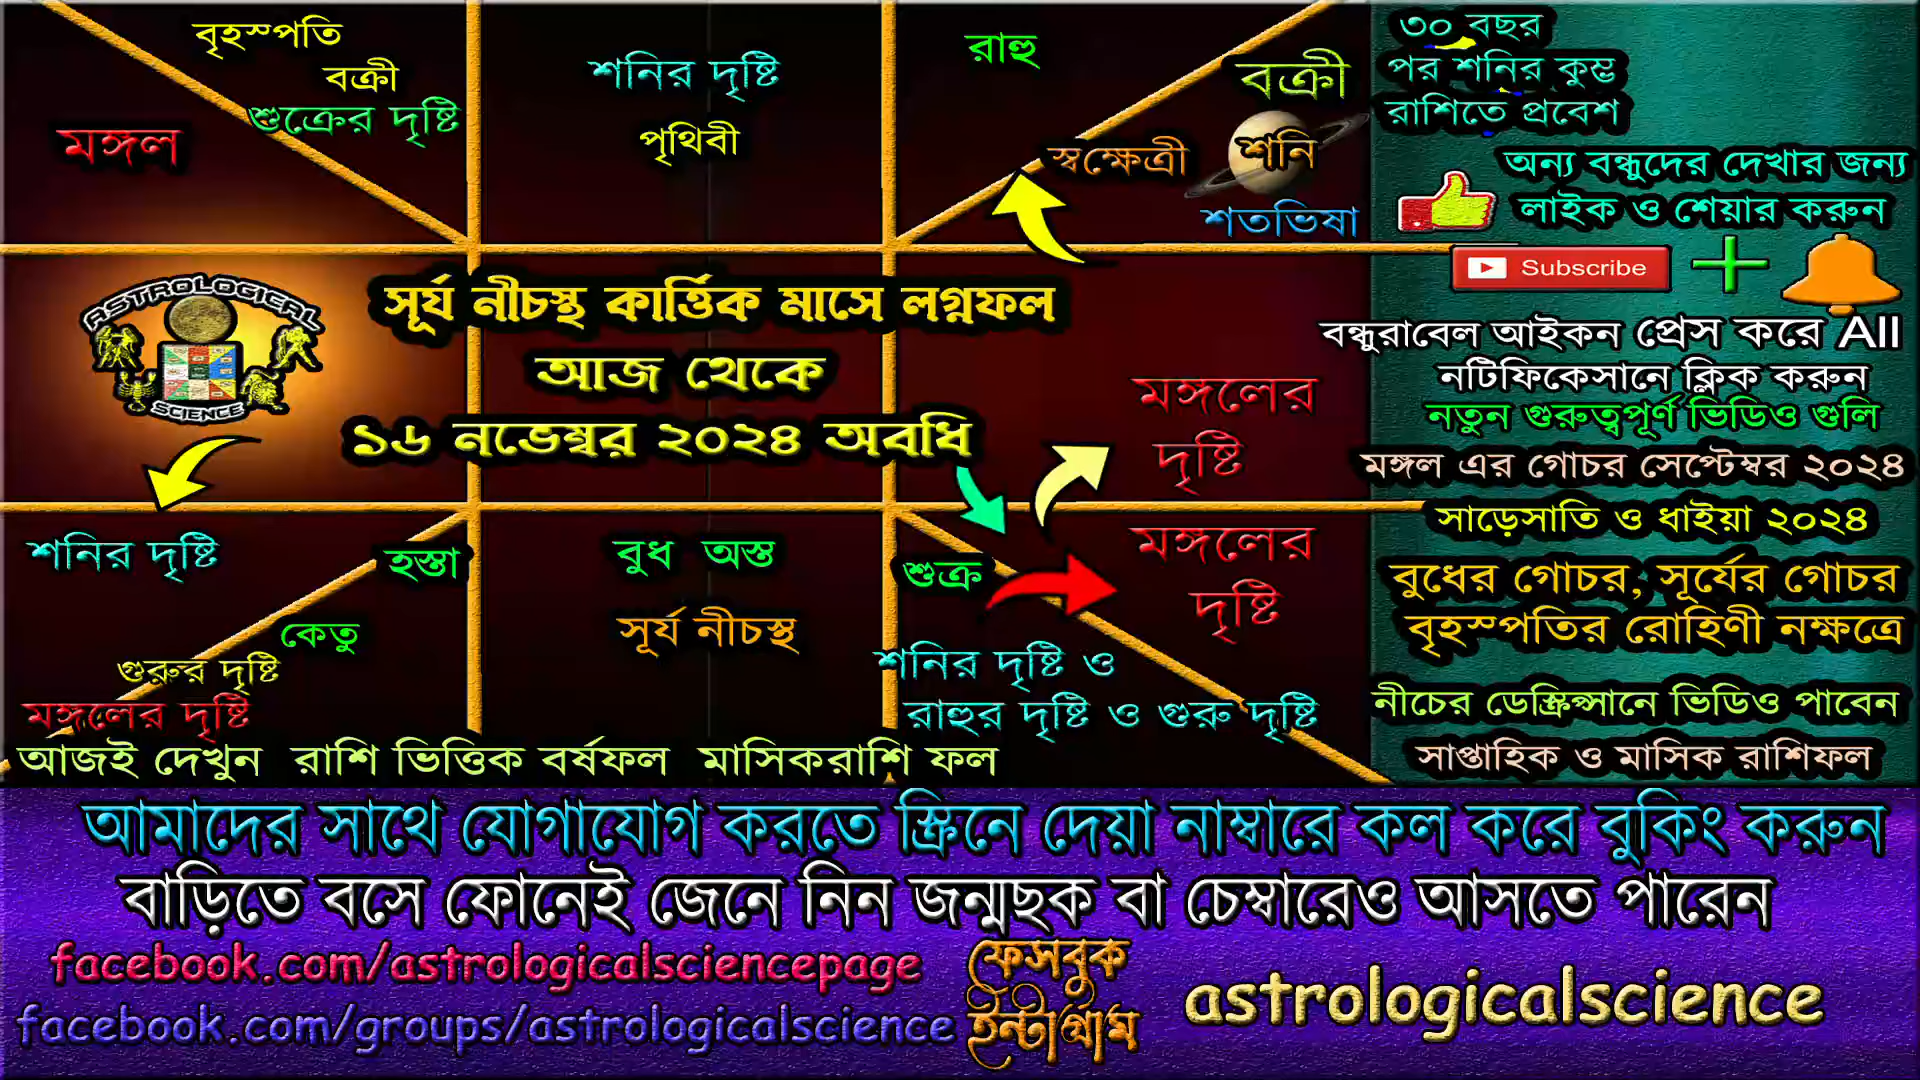 বৃহস্পতি
বক্রী
শুক্রের দৃষ্টি
মঙ্গল
শনির দৃষ্টি
পৃথিবী
রাহু
বক্রী
স্বক্ষেত্রী
শনি
শতভিষা
৩০ বছর
পর শনির কুম্ভ
রাশিতে প্রবেশ
অন্য বন্ধুদের দেখার জন্য
লাইক ও শেয়ার করুন
Subscribe
বন্ধুরাবেল আইকন প্রেস করে All
নটিফিকেসানে ক্লিক করুন
নতুন গুরুত্বপূর্ণ ভিডিও গুলি
মঙ্গল এর গোচর সেপ্টেম্বর ২০২৪
সাড়েসাতি ও ধাইয়া ২০২৪
বুধের গোচর, সূর্যের গোচর
বৃহস্পতির রোহিণী নক্ষত্রে
নীচের ডেস্ক্রিপ্সানে ভিডিও পাবেন
সাপ্তাহিক ও মাসিক রাশিফল
ASTROLOGICAL
SCIENCE
সূর্য নীচস্থ কার্ত্তিক মাসে লগ্নফল
আজ থেকে
১৬ নভেম্বর ২০২৪ অবধি
মঙ্গলের
দৃষ্টি
শনির দৃষ্টি
হস্তা
কেতু
গুরুর দৃষ্টি
মঙ্গলের দৃষ্টি
বুধ অস্ত
সূর্য নীচস্থ
শুক্র
মঙ্গলের
দৃষ্টি
শনির দৃষ্টি ও
রাহুর দৃষ্টি ও গুরু দৃষ্টি
আজই দেখুন রাশি ভিত্তিক বর্ষফল মাসিকরাশি ফল
আমাদের সাথে যোগাযোগ করতে স্ক্রিনে দেয়া নাম্বারে কল করে বুকিং করুন
বাড়িতে বসে ফোনেই জেনে নিন জন্মছক বা চেম্বারেও আসতে পারেন
facebook.com/astrologicalsciencepage
facebook.com/groups/astrologicalscience
ফেসবুক
ইন্টাগ্রাম
astrologicalscience